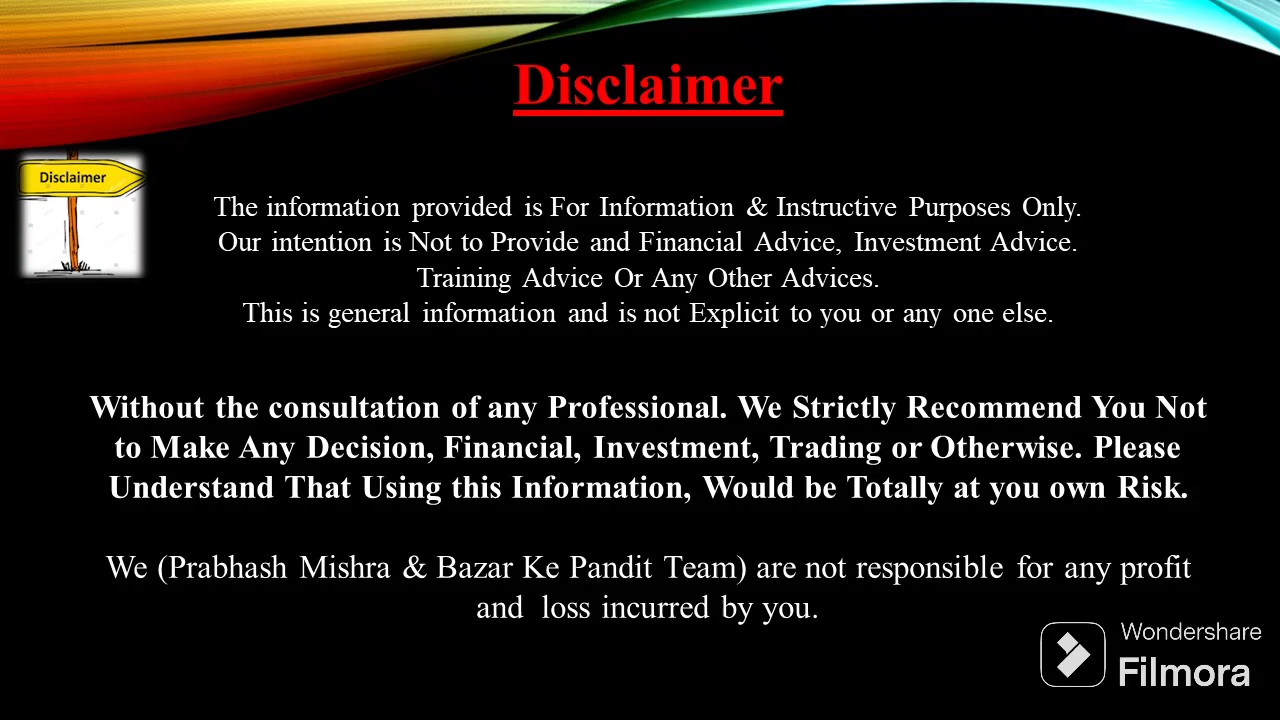 Disclaimer
Disclaimer
The information provided is For Information & Instructive Purposes Only.
Our intention is Not to Provide and Financial Advice, Investment Advice.
Training Advice Or Any Other Advices.
This is general information and is not Explicit to you or any one else.
Without the consultation of any Professional. We Strictly Recommend You Not
to Make Any Decision, Financial, Investment, Trading or Otherwise. Please
Understand That Using this Information, Would be Totally at you own Risk.
We (Prabhash Mishra & Bazar Ke Pandit Team) are not responsible for any profit
and loss incurred by you.
Wondershare
Filmora